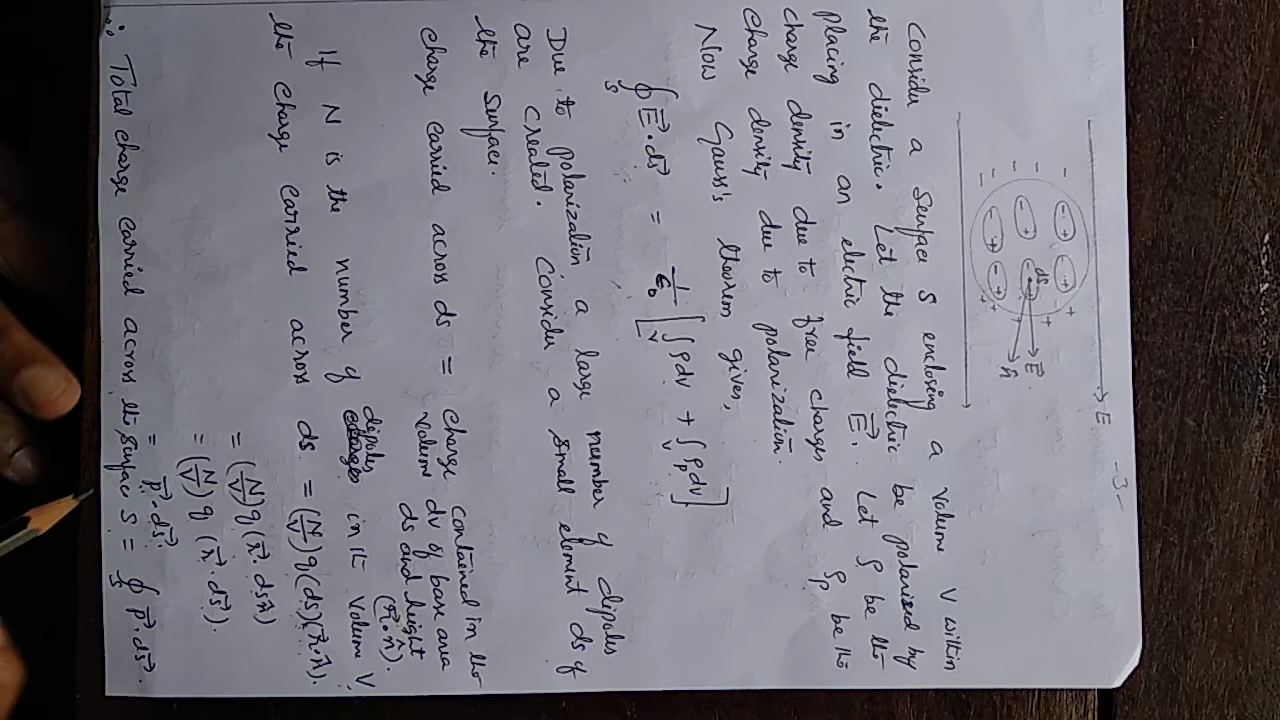 -3-
E
ds
E⃗
n̂
Consider a surface S enclosing a volume V within
the dielectric. Let the dielectric be polarized by
placing in an electric field E⃗. Let ρ be the
charge density due to free charges and ρp be the
charge density due to polarization.
Now Gauss's theorem gives,
∮s E⃗·ds⃗ = 1/ε₀ [∫v ρdv + ∫v ρp dv]
Due to polarization a large number of dipoles
are created. Consider a small element ds of
the surface.
charge carried across ds = charge contained in the
volume dv of base area
ds and height
(r⃗·n̂).
If N is the number of dipoles in the volume V,
the charge carried across ds = (N/V)q(ds)(r⃗·n̂).
= (N/V)q(r⃗·ds n̂)
= (N/V)q(r⃗·ds⃗).
= P⃗·ds⃗.
∴ Total charge carried across the surface S = ∮s P⃗·ds⃗.